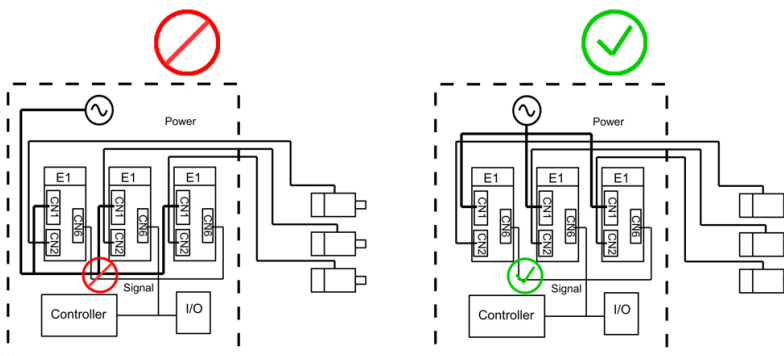 Power
E1
E1
E1
CN1
CN1
CN1
CN6
CN6
CN6
CN2
CN2
CN2
Signal
Controller
I/O
Power
E1
E1
E1
CN1
CN1
CN1
CN6
CN6
CN6
CN2
CN2
CN2
Signal
Controller
I/O